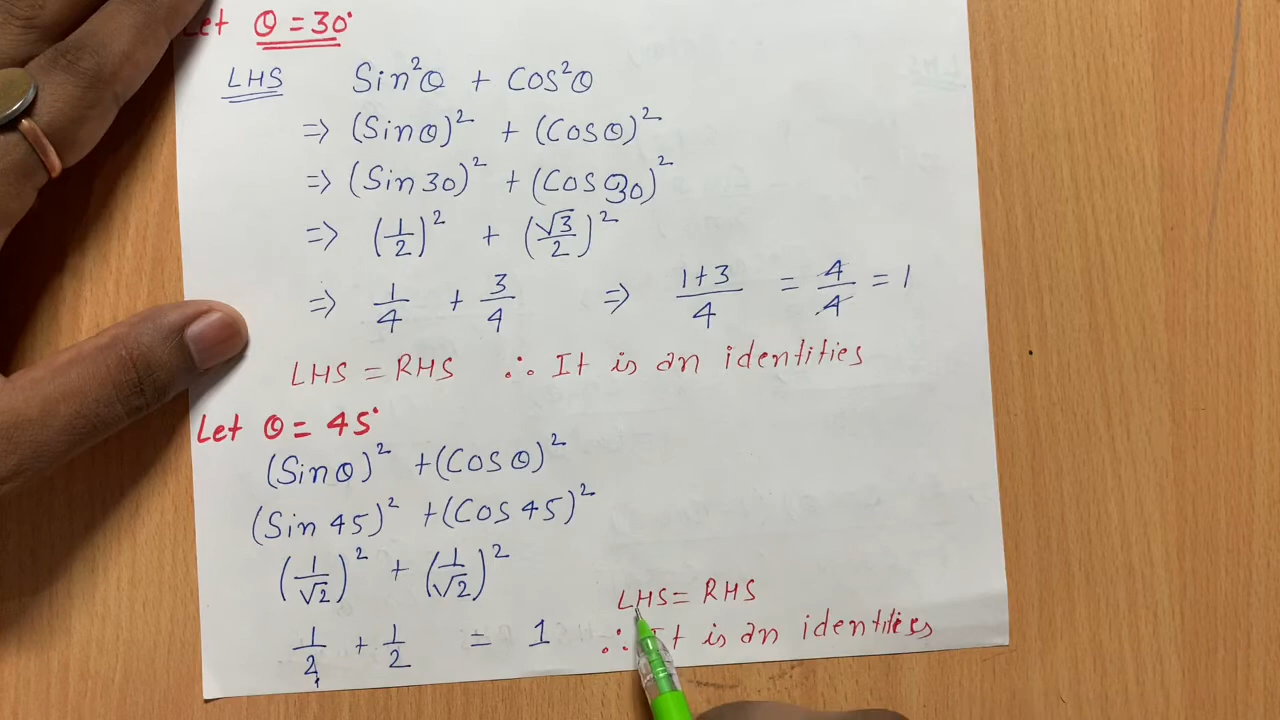 Let θ = 30°
LHS Sin²θ + Cos²θ
⇒ (Sinθ)² + (Cosθ)²
⇒ (Sin 30)² + (Cos 30)²
⇒ (1/2)² + (√3/2)²
⇒ 1/4 + 3/4 ⇒ 1+3/4 = 4/4 = 1
LHS = RHS ∴ It is an identities
Let θ = 45°
(Sinθ)² + (Cosθ)²
(Sin 45)² + (Cos 45)²
(1/√2)² + (1/√2)²
1/2 + 1/2 = 1
LHS = RHS
∴ It is an identities